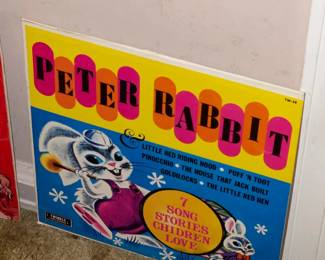 PETER RABBIT
& LITTLE RED RIDING HOOD • PUFF 'N TOOT
PINOCCHIO • THE HOUSE THAT JACK BUILT
GOLDILOCKS • THE LITTLE RED HEN
7
SONG
STORIES
CHIDREN
LOVE